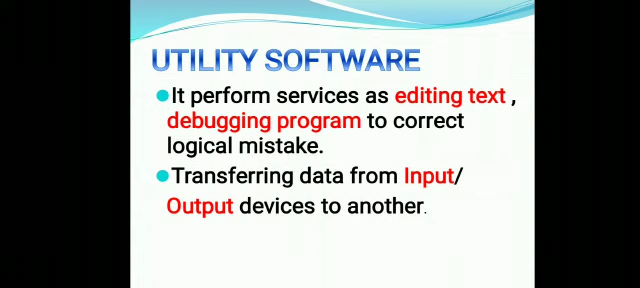 UTILITY SOFTWARE
It perform services as editing text ,
debugging program to correct
logical mistake.
Transferring data from Input/
Output devices to another.